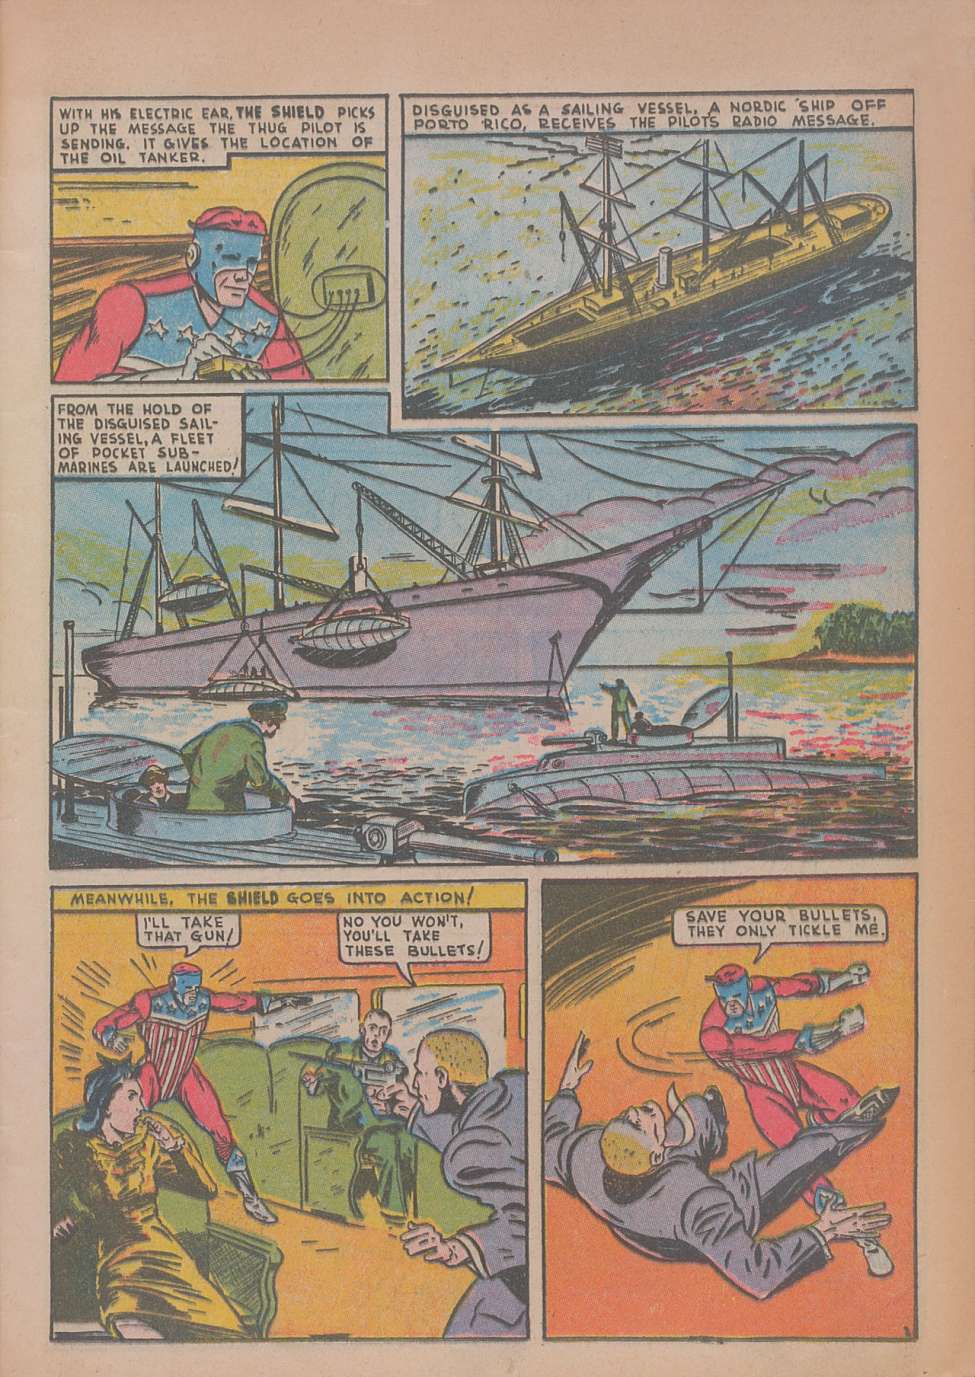 WITH HIS ELECTRIC EAR, THE SHIELD PICKS
UP THE MESSAGE THE THUG PILOT IS
SENDING. IT GIVES THE LOCATION OF
THE OIL TANKER.
DISGUISED AS A SAILING VESSEL, A NORDIC SHIP OFF
PORTO RICO, RECEIVES THE PILOTS RADIO MESSAGE.
FROM THE HOLD OF
THE DISGUISED SAIL-
ING VESSEL, A FLEET
OF POCKET SUB-
MARINES ARE LAUNCHED!
MEANWHILE, THE SHIELD GOES INTO ACTION!
I'LL TAKE
THAT GUN!
NO YOU WON'T,
YOU'LL TAKE
THESE BULLETS!
SAVE YOUR BULLETS,
THEY ONLY TICKLE ME.